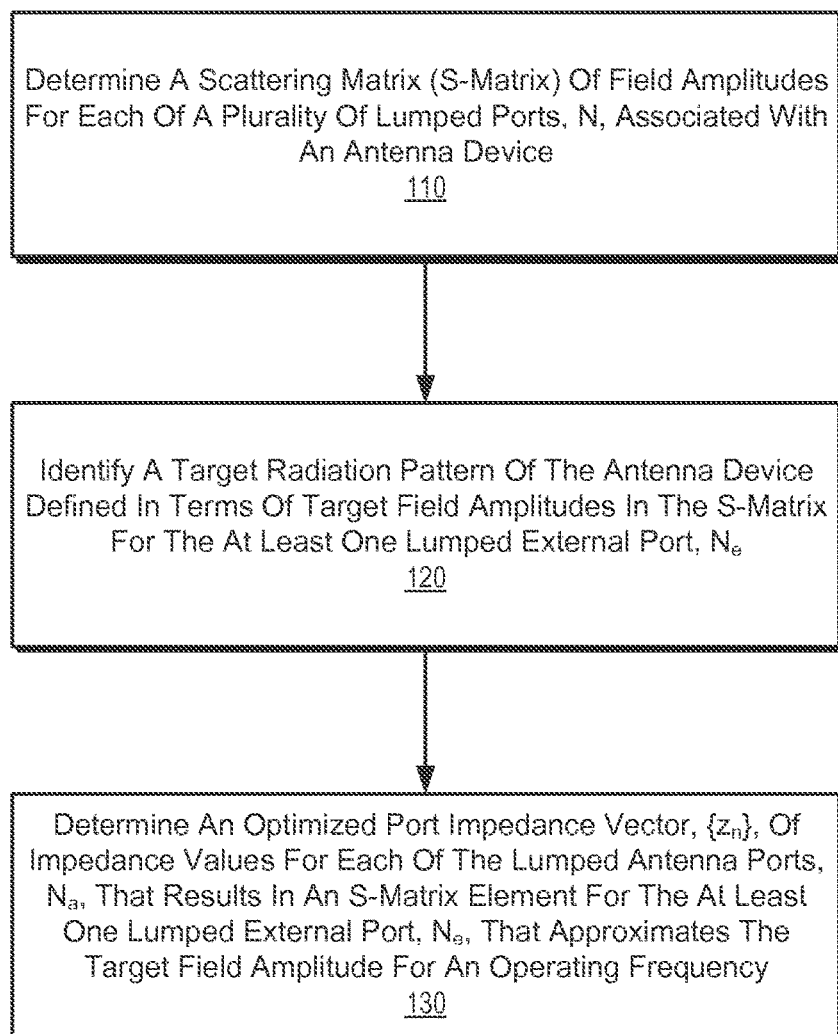 Determine A Scattering Matrix (S-Matrix) Of Field Amplitudes
For Each Of A Plurality Of Lumped Ports, N, Associated With
An Antenna Device
110
Identify A Target Radiation Pattern Of The Antenna Device
Defined In Terms Of Target Field Amplitudes In The S-Matrix
For The At Least One Lumped External Port, Nₑ
120
Determine An Optimized Port Impedance Vector, {zₙ}, Of
Impedance Values For Each Of The Lumped Antenna Ports,
Nₐ, That Results In An S-Matrix Element For The At Least
One Lumped External Port, Nₑ, That Approximates The
Target Field Amplitude For An Operating Frequency
130